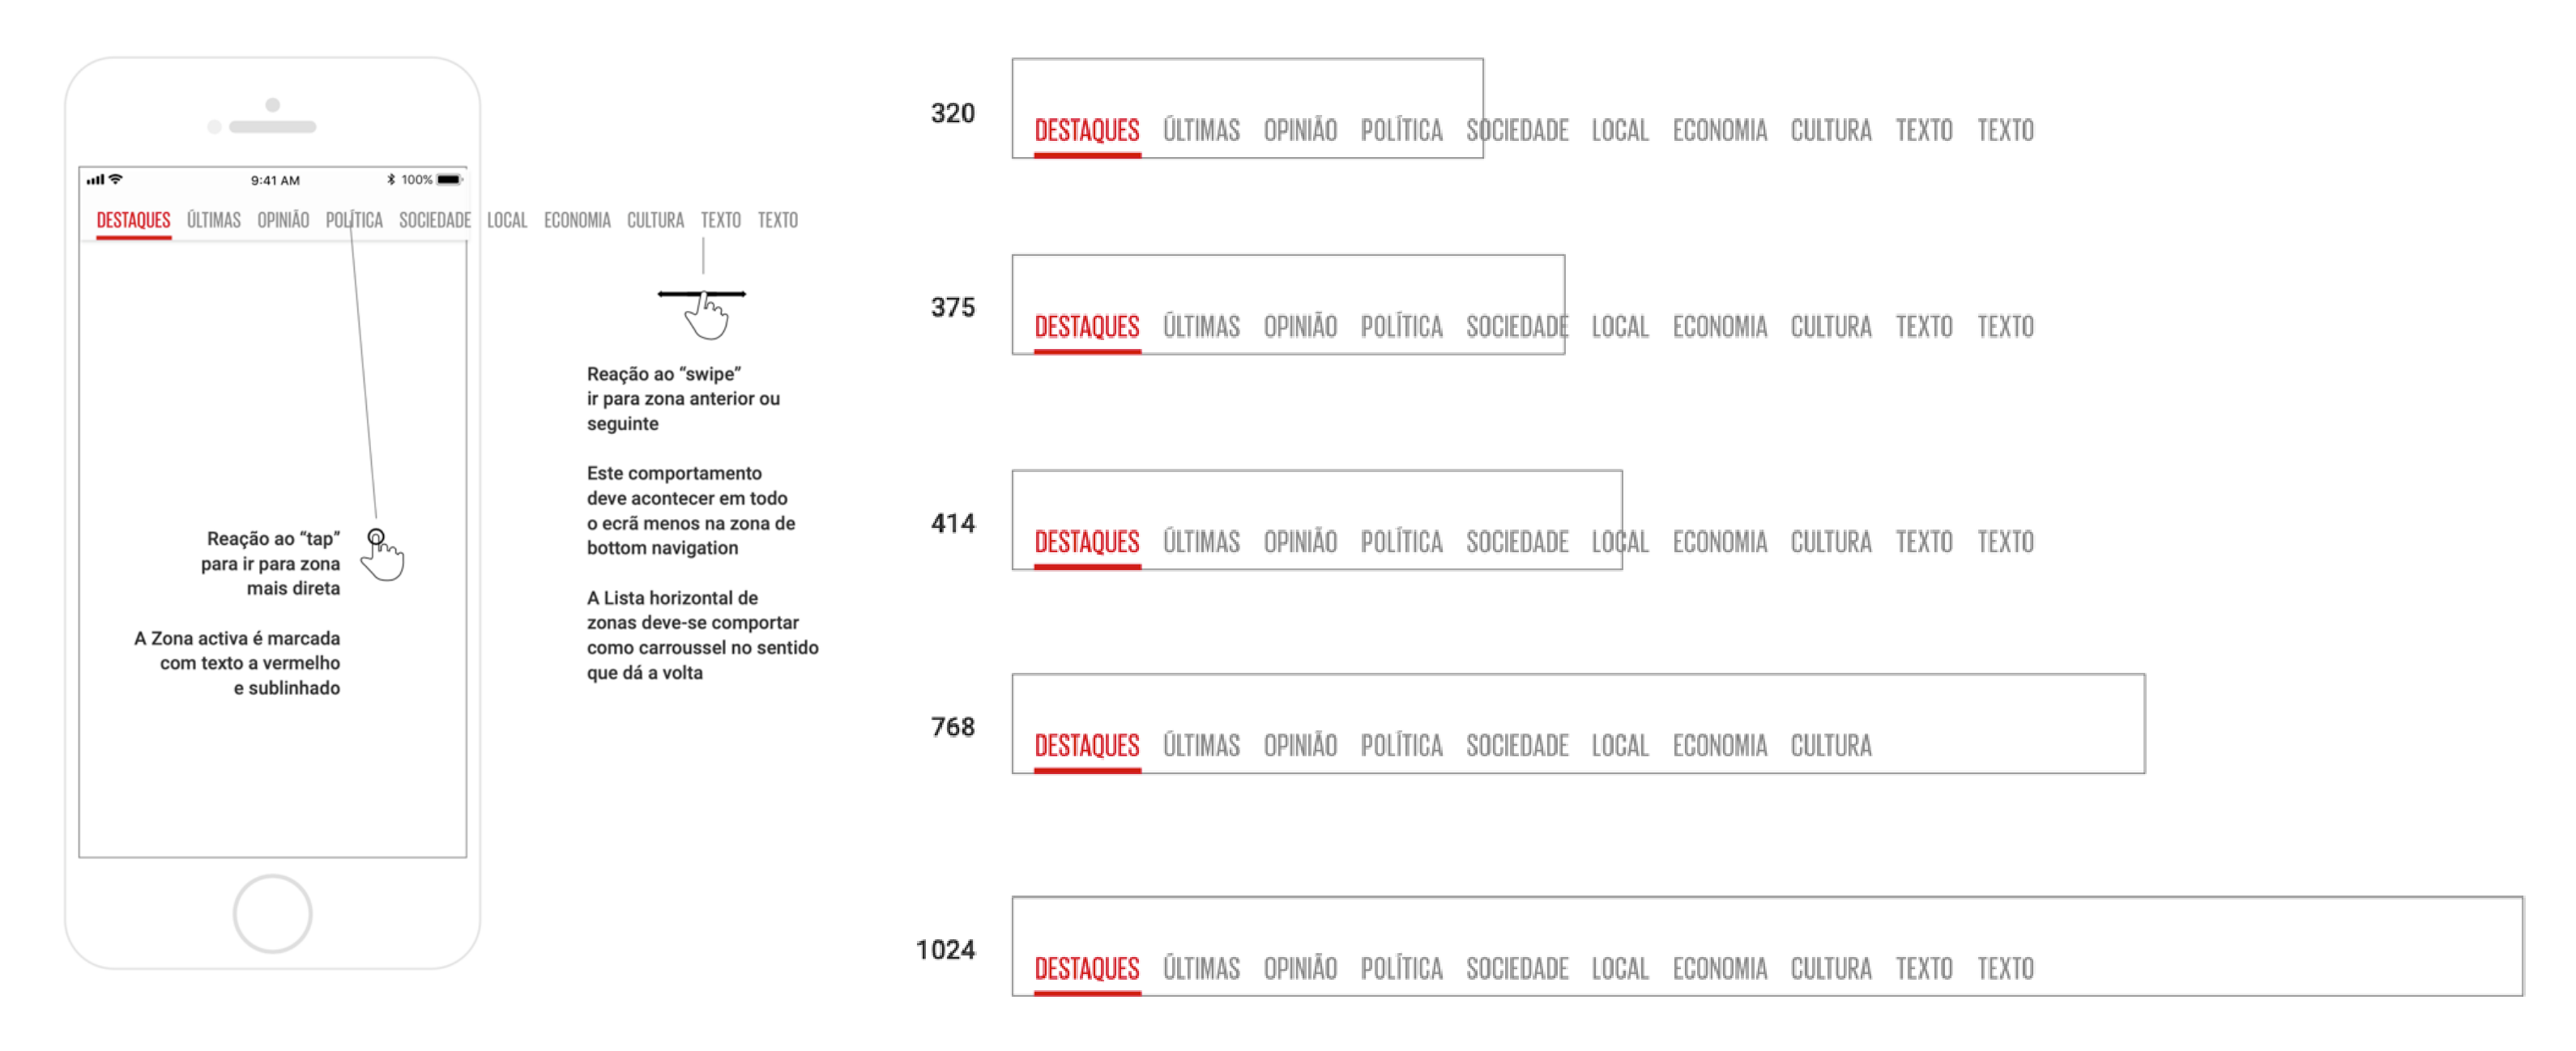 9:41 AM
100%
DESTAQUES ÚLTIMAS OPINIÃO POLÍTICA SOCIEDADE LOCAL ECONOMIA CULTURA TEXTO TEXTO
Reação ao “tap”
para ir para zona
mais direta
A Zona activa é marcada
com texto a vermelho
e sublinhado
Reação ao “swipe”
ir para zona anterior ou
seguinte
Este comportamento
deve acontecer em todo
o ecrã menos na zona de
bottom navigation
A Lista horizontal de
zonas deve-se comportar
como carroussel no sentido
que dá a volta
320
DESTAQUES ÚLTIMAS OPINIÃO POLÍTICA SOCIEDADE LOCAL ECONOMIA CULTURA TEXTO TEXTO
375
DESTAQUES ÚLTIMAS OPINIÃO POLÍTICA SOCIEDADE LOCAL ECONOMIA CULTURA TEXTO TEXTO
414
DESTAQUES ÚLTIMAS OPINIÃO POLÍTICA SOCIEDADE LOCAL ECONOMIA CULTURA TEXTO TEXTO
768
DESTAQUES ÚLTIMAS OPINIÃO POLÍTICA SOCIEDADE LOCAL ECONOMIA CULTURA
1024
DESTAQUES ÚLTIMAS OPINIÃO POLÍTICA SOCIEDADE LOCAL ECONOMIA CULTURA TEXTO TEXTO